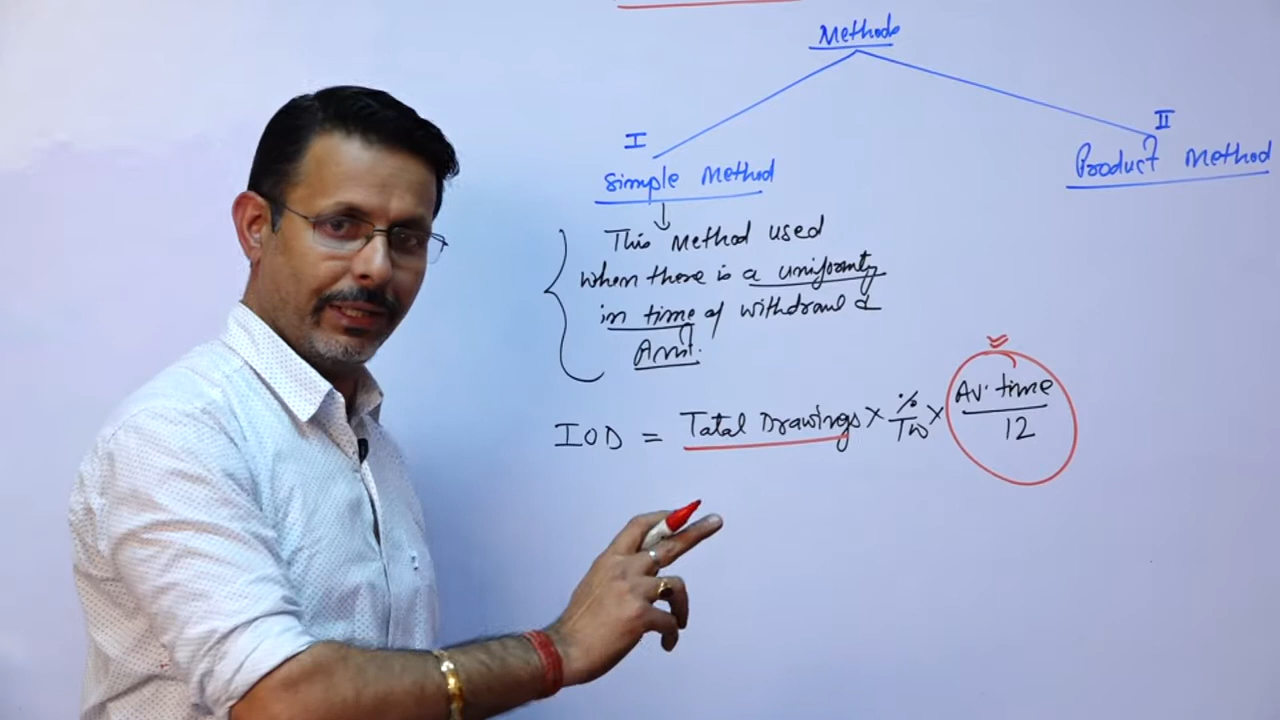 Methods
I
Simple Method
II
Product Method
This Method used
when there is a uniformty
in time of withdrawl &
Amt.
IOD = Total Drawings × %/100 × Av. time/12